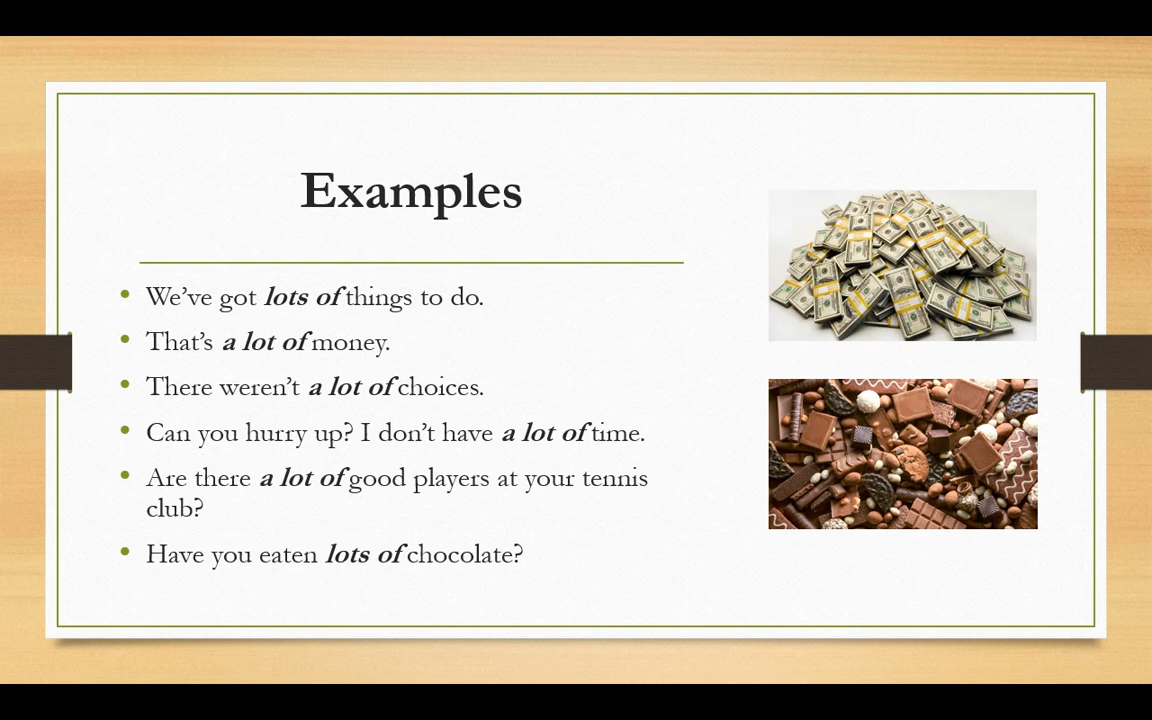 Examples
• We’ve got lots of things to do.
• That’s a lot of money.
• There weren’t a lot of choices.
• Can you hurry up? I don’t have a lot of time.
• Are there a lot of good players at your tennis
club?
• Have you eaten lots of chocolate?